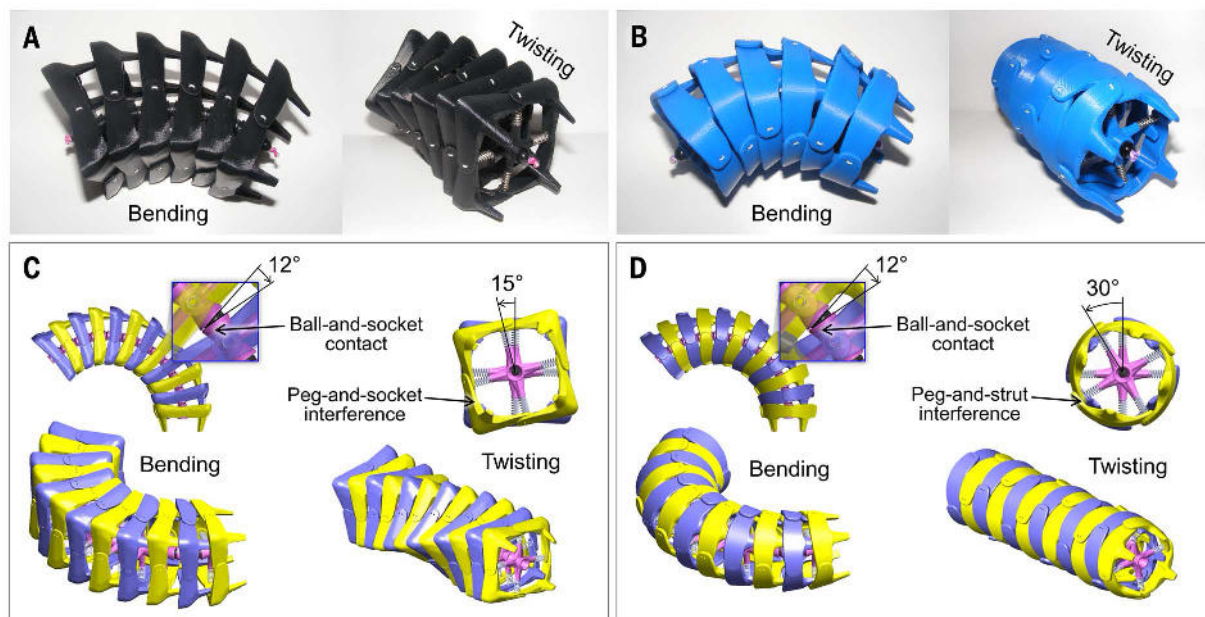 A
Bending
Twisting
B
Bending
Twisting
C
12°
Ball-and-socket
contact
15°
Peg-and-socket
interference
Bending
Twisting
D
12°
Ball-and-socket
contact
30°
Peg-and-strut
interference
Bending
Twisting